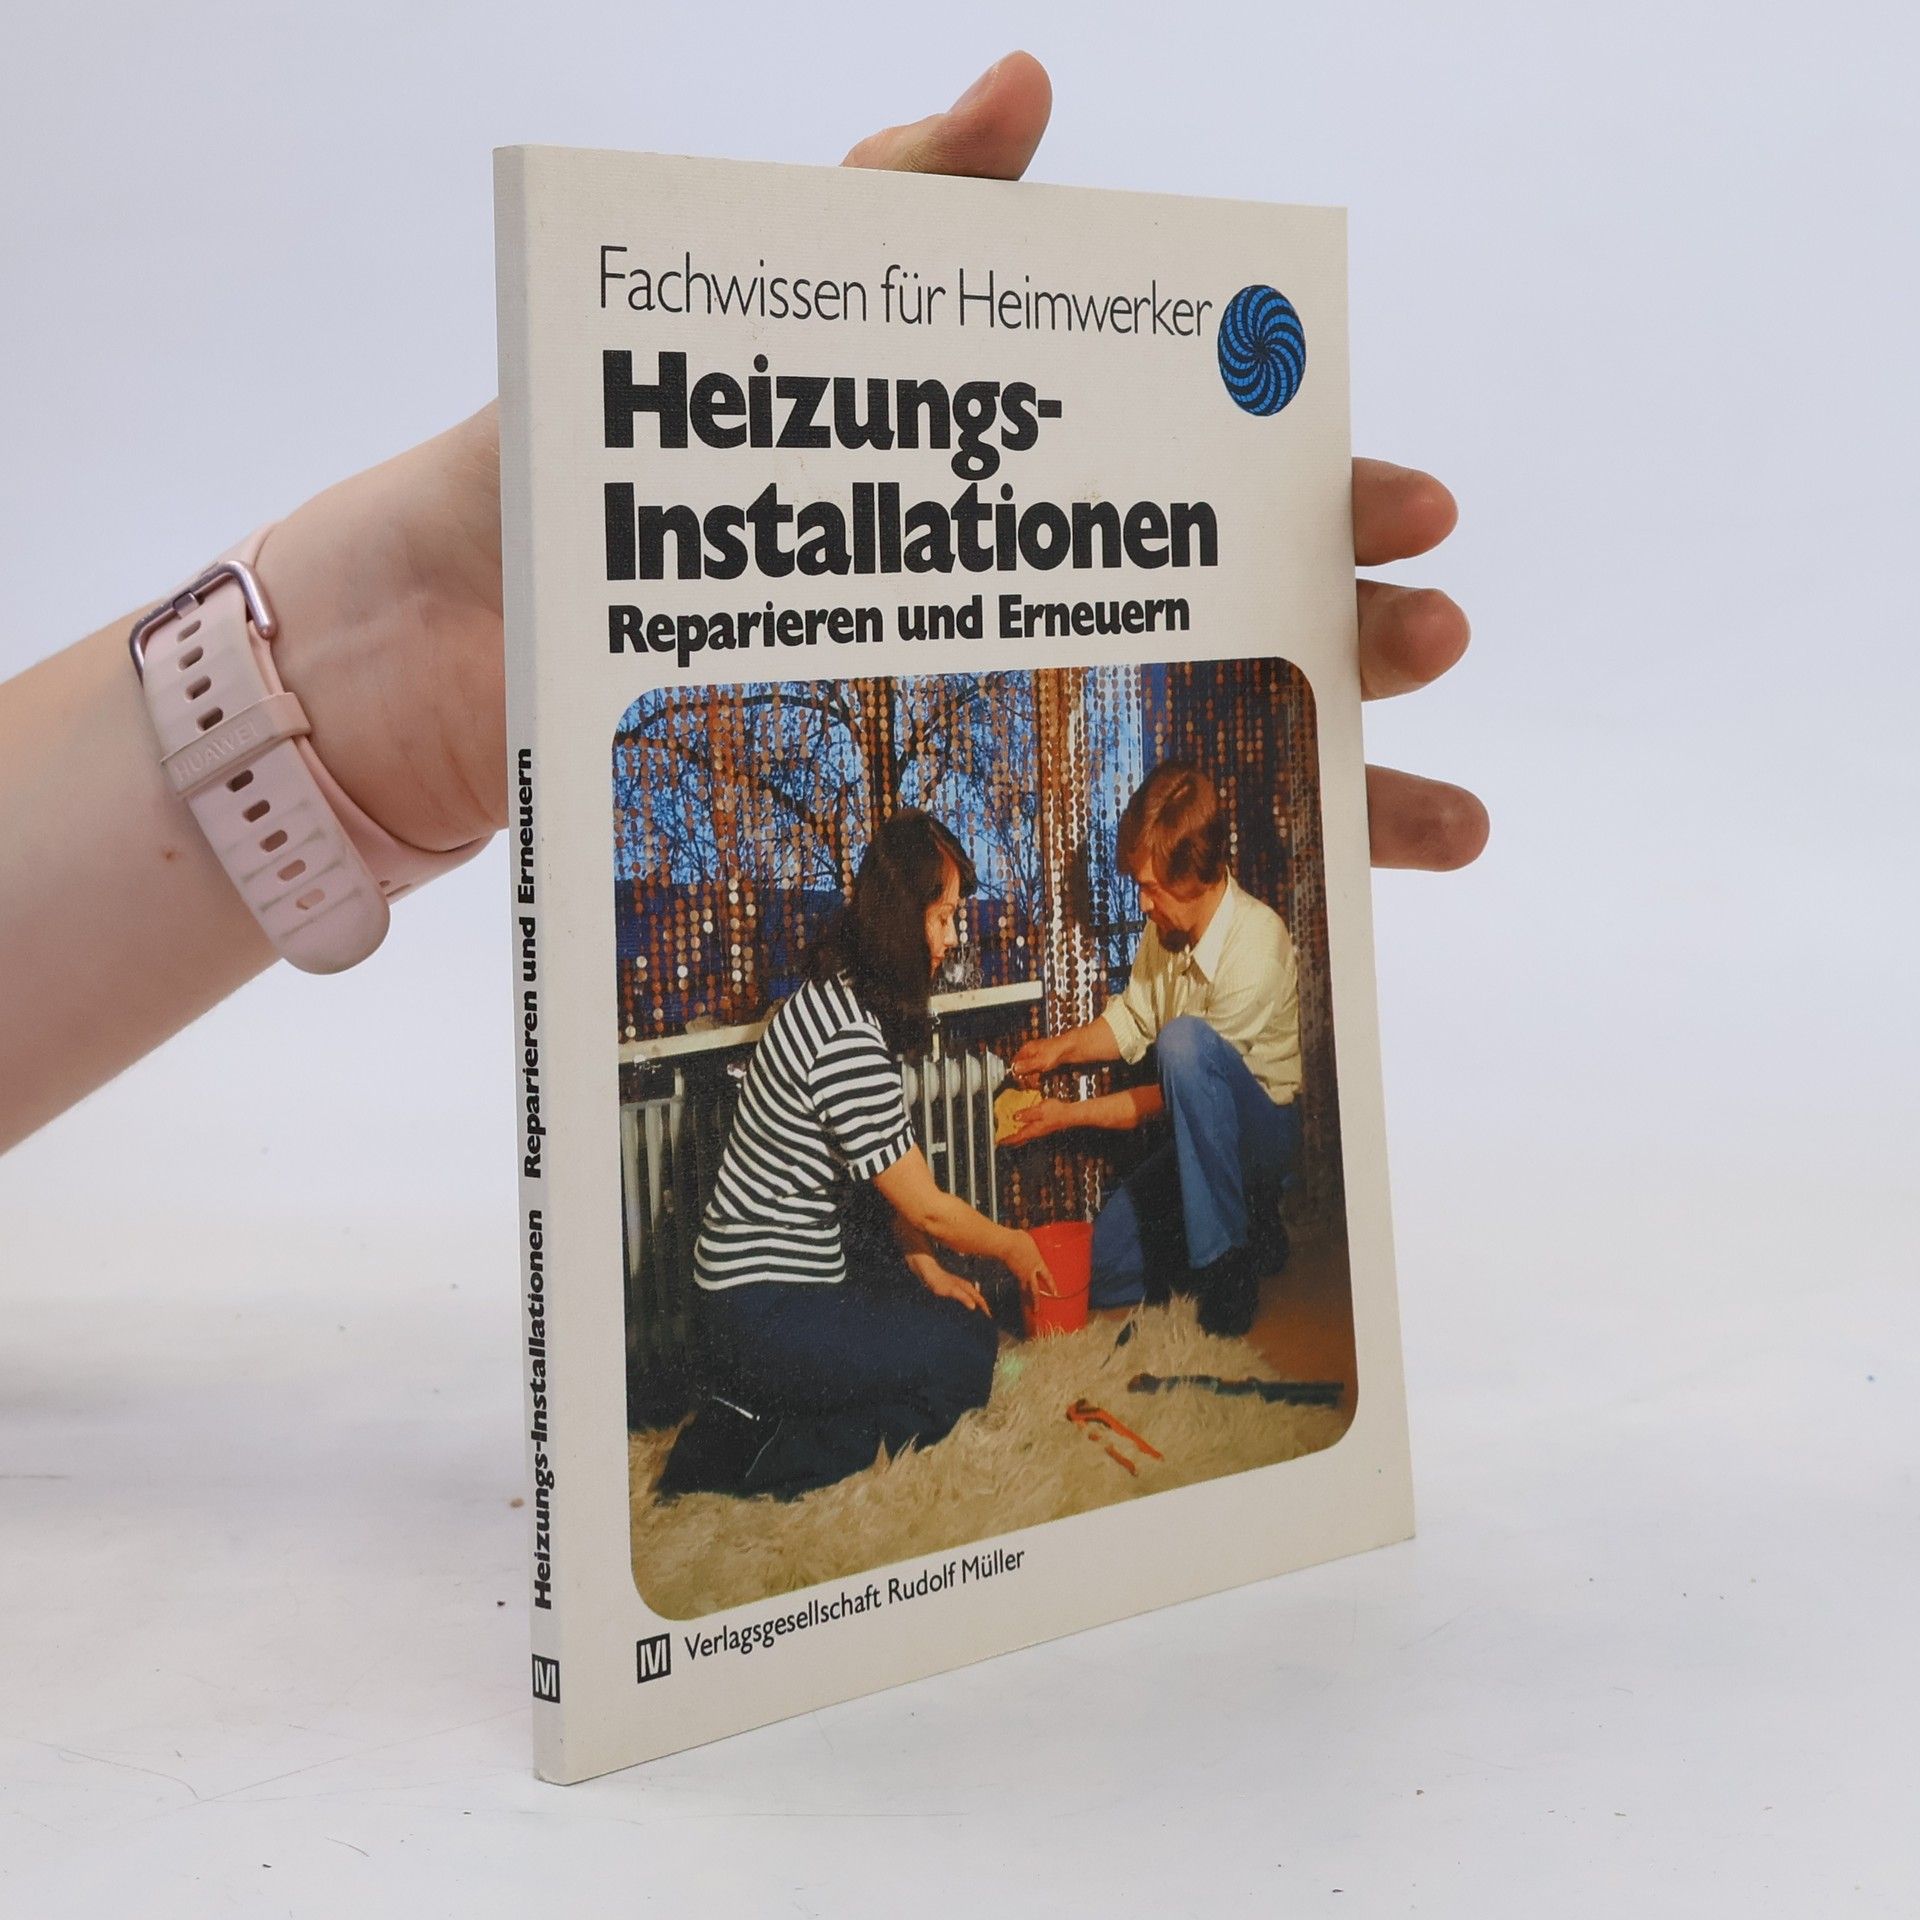 Fachwissen für Heimwerker
Heizungs-
Installationen
Reparieren und Erneuern
M Verlagsgesellschaft Rudolf Müller
Heizungs-Installationen Reparieren und Erneuern
M
HUAWEI